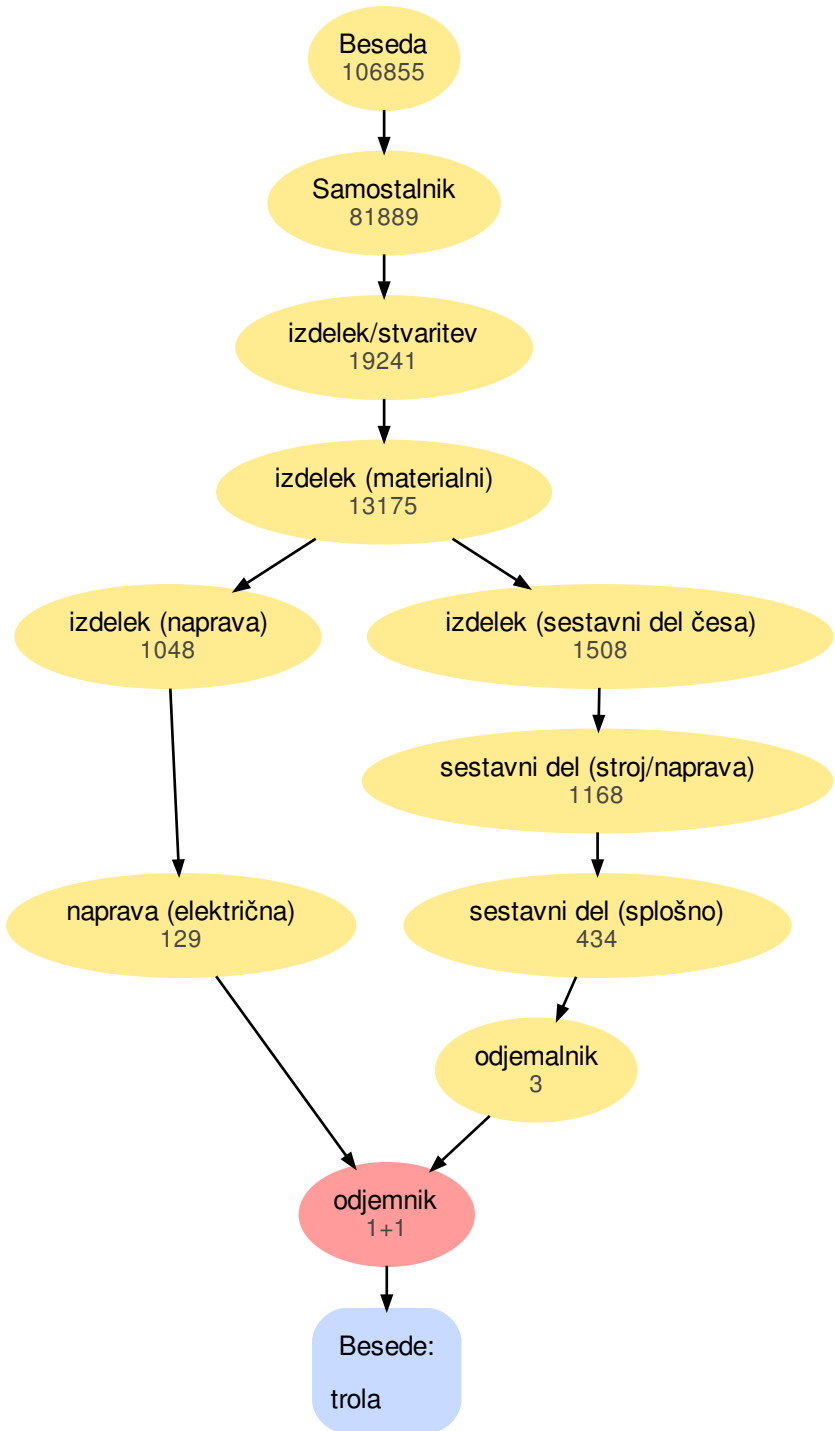 Beseda
106855
Samostalnik
81889
izdelek/stvaritev
19241
izdelek (materialni)
13175
izdelek (naprava)
1048
izdelek (sestavni del česa)
1508
sestavni del (stroj/naprava)
1168
naprava (električna)
129
sestavni del (splošno)
434
odjemalnik
3
odjemnik
1+1
Besede:
trola